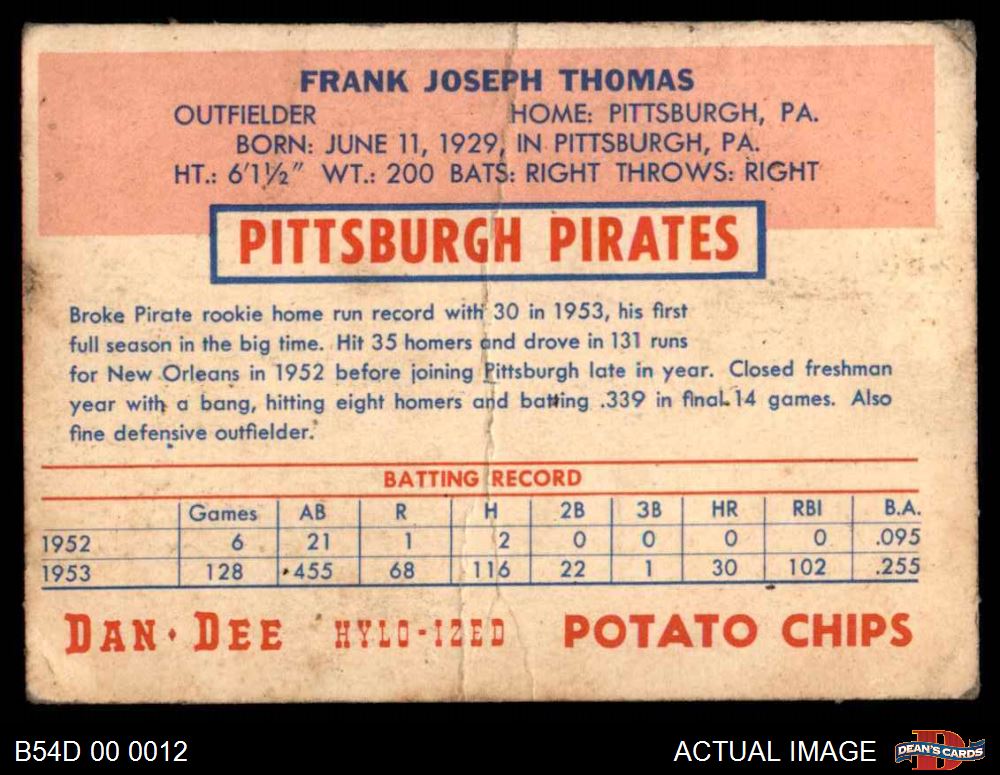 FRANK JOSEPH THOMAS
OUTFIELDER HOME: PITTSBURGH, PA.
BORN: JUNE 11, 1929, IN PITTSBURGH, PA.
HT.: 6'1½" WT.: 200 BATS: RIGHT THROWS: RIGHT
PITTSBURGH PIRATES
Broke Pirate rookie home run record with 30 in 1953, his first
full season in the big time. Hit 35 homers and drove in 131 runs
for New Orleans in 1952 before joining Pittsburgh late in year. Closed freshman
year with a bang, hitting eight homers and batting .339 in final 14 games. Also
fine defensive outfielder.
BATTING RECORD
Games AB R H 2B 3B HR RBI B.A.
1952 6 21 1 2 0 0 0 0 .095
1953 128 455 68 116 22 1 30 102 .255
DAN·DEE HYLO-IZED POTATO CHIPS
B54D 00 0012 ACTUAL IMAGE DEAN'S CARDS